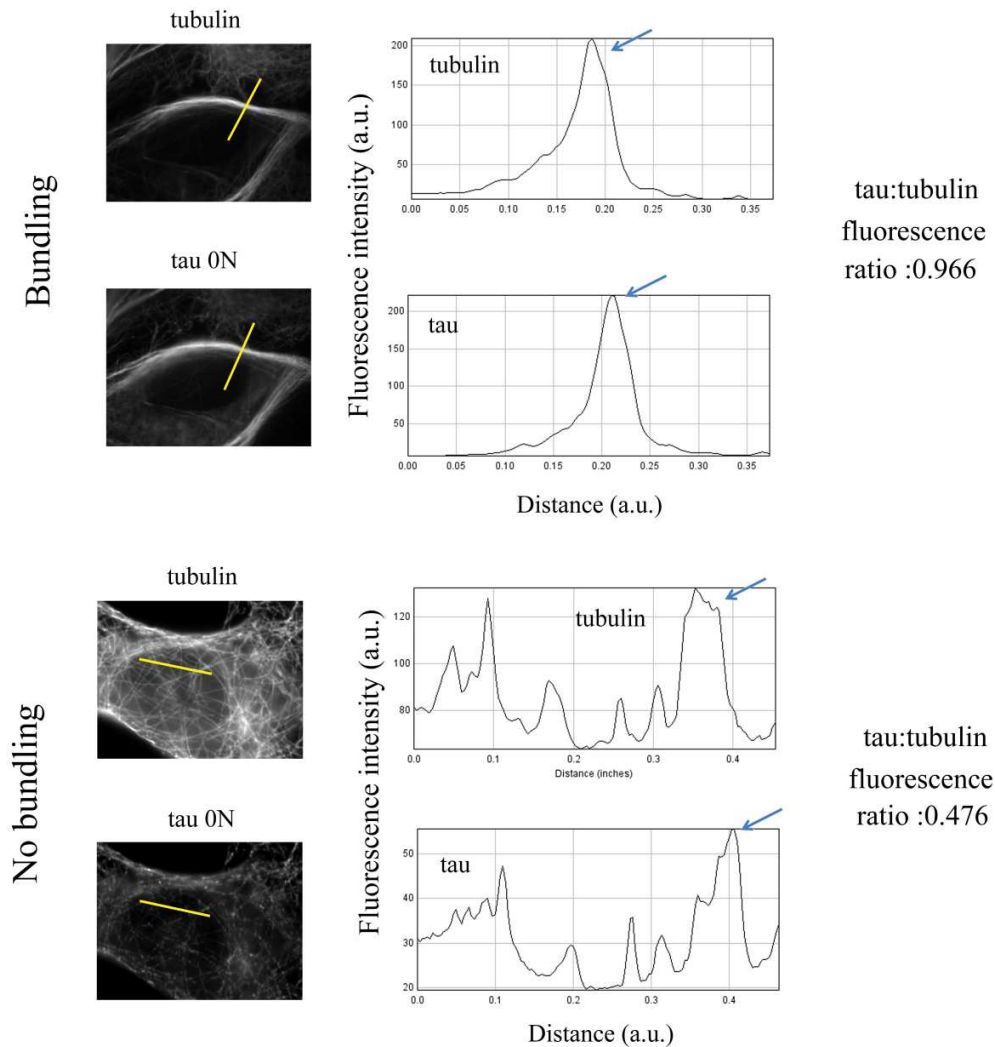 Bundling
tubulin
tau 0N
Fluorescence intensity (a.u.)
tubulin
200
150
100
50
0.00 0.05 0.10 0.15 0.20 0.25 0.30 0.35
tau
200
150
100
50
0.00 0.05 0.10 0.15 0.20 0.25 0.30 0.35
Distance (a.u.)
tau:tubulin
fluorescence
ratio :0.966
No bundling
tubulin
tau 0N
Fluorescence intensity (a.u.)
tubulin
120
100
80
0.0 0.1 0.2 0.3 0.4
Distance (inches)
tau
50
40
30
20
0.0 0.1 0.2 0.3 0.4
Distance (a.u.)
tau:tubulin
fluorescence
ratio :0.476